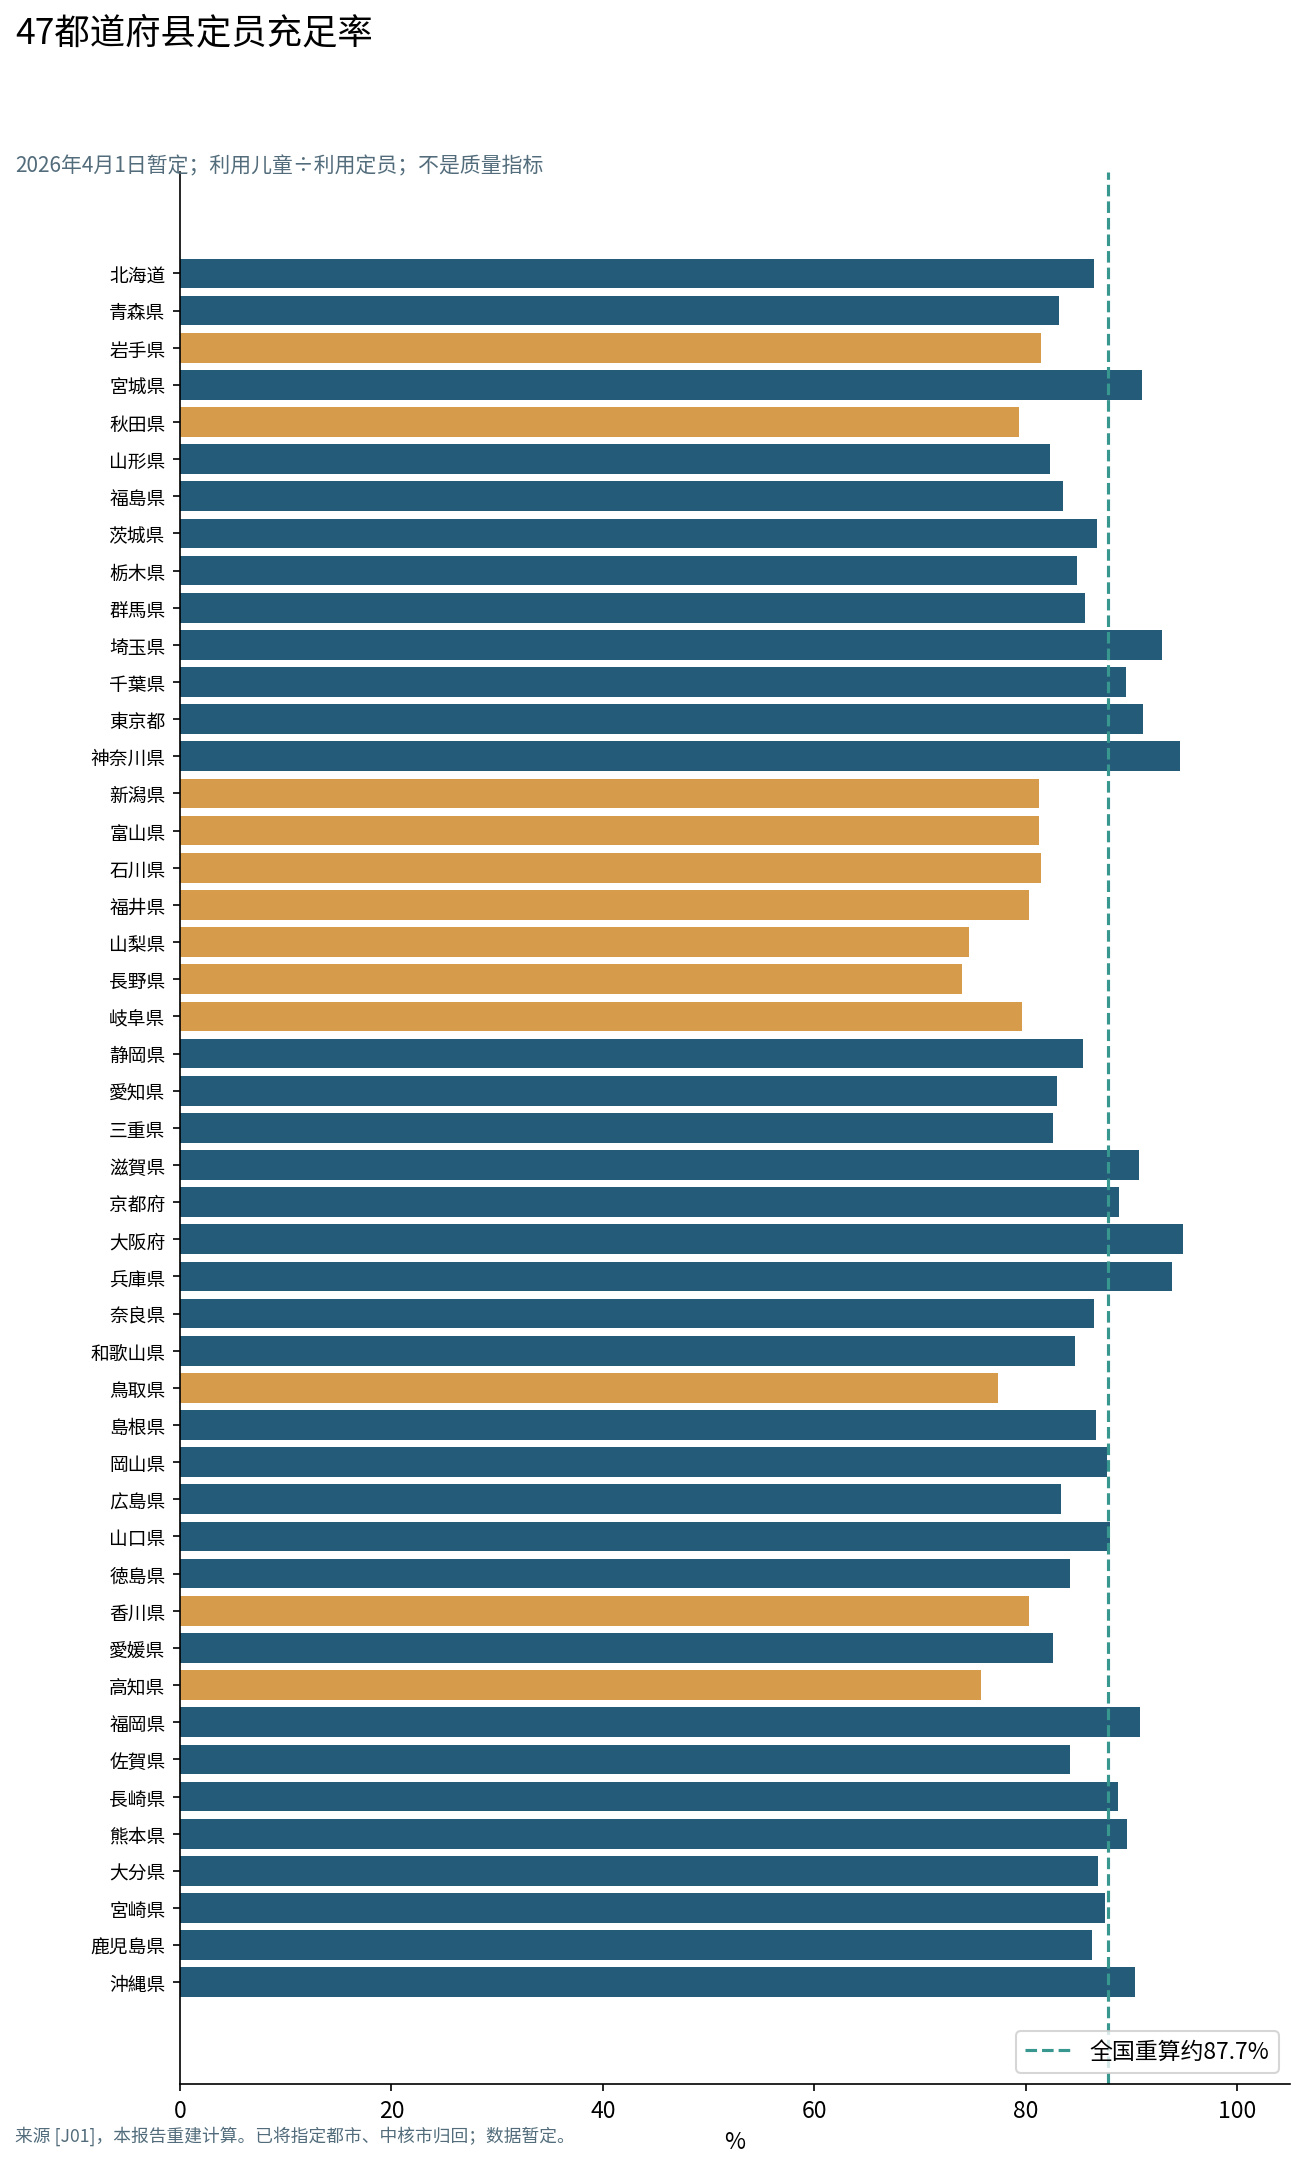 47都道府县定员充足率
2026年4月1日暂定；利用儿童÷利用定员；不是质量指标
北海道
青森県
岩手県
宮城県
秋田県
山形県
福島県
茨城県
栃木県
群馬県
埼玉県
千葉県
東京都
神奈川県
新潟県
富山県
石川県
福井県
山梨県
長野県
岐阜県
静岡県
愛知県
三重県
滋賀県
京都府
大阪府
兵庫県
奈良県
和歌山県
鳥取県
島根県
岡山県
広島県
山口県
徳島県
香川県
愛媛県
高知県
福岡県
佐賀県
長崎県
熊本県
大分県
宮崎県
鹿児島県
沖縄県
全国重算约87.7%
0 20 40 60 80 100
%
来源 [J01]，本报告重建计算。已将指定都市、中核市归回；数据暂定。